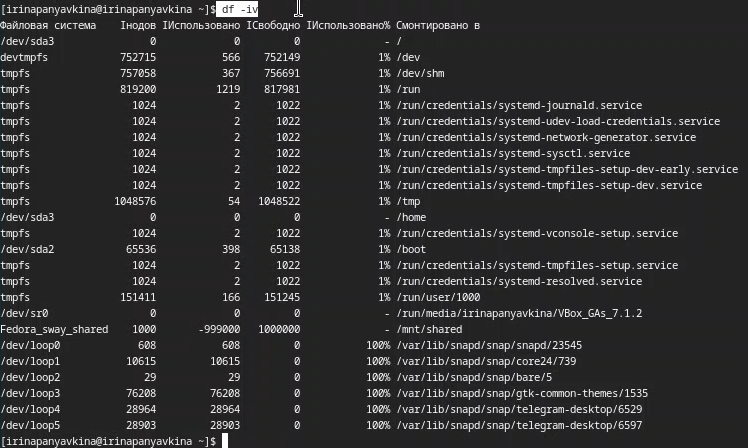 [irinapanyavkina@irinapanyavkina ~]$ df -iv
Файловая система Iнодов IИспользовано IСвободно IИспользовано% Смонтировано в
/dev/sda3 0 0 0 - /
devtmpfs 752715 566 752149 1% /dev
tmpfs 757058 367 756691 1% /dev/shm
tmpfs 819200 1219 817981 1% /run
tmpfs 1024 2 1022 1% /run/credentials/systemd-journald.service
tmpfs 1024 2 1022 1% /run/credentials/systemd-udev-load-credentials.service
tmpfs 1024 2 1022 1% /run/credentials/systemd-network-generator.service
tmpfs 1024 2 1022 1% /run/credentials/systemd-sysctl.service
tmpfs 1024 2 1022 1% /run/credentials/systemd-tmpfiles-setup-dev-early.service
tmpfs 1024 2 1022 1% /run/credentials/systemd-tmpfiles-setup-dev.service
tmpfs 1048576 54 1048522 1% /tmp
/dev/sda3 0 0 0 - /home
tmpfs 1024 2 1022 1% /run/credentials/systemd-vconsole-setup.service
/dev/sda2 65536 398 65138 1% /boot
tmpfs 1024 2 1022 1% /run/credentials/systemd-tmpfiles-setup.service
tmpfs 1024 2 1022 1% /run/credentials/systemd-resolved.service
tmpfs 151411 166 151245 1% /run/user/1000
/dev/sr0 0 0 0 - /run/media/irinapanyavkina/VBox_GAs_7.1.2
Fedora_sway_shared 1000 -999000 1000000 - /mnt/shared
/dev/loop0 608 608 0 100% /var/lib/snapd/snap/snapd/23545
/dev/loop1 10615 10615 0 100% /var/lib/snapd/snap/core24/739
/dev/loop2 29 29 0 100% /var/lib/snapd/snap/bare/5
/dev/loop3 76208 76208 0 100% /var/lib/snapd/snap/gtk-common-themes/1535
/dev/loop4 28964 28964 0 100% /var/lib/snapd/snap/telegram-desktop/6529
/dev/loop5 28903 28903 0 100% /var/lib/snapd/snap/telegram-desktop/6597
[irinapanyavkina@irinapanyavkina ~]$